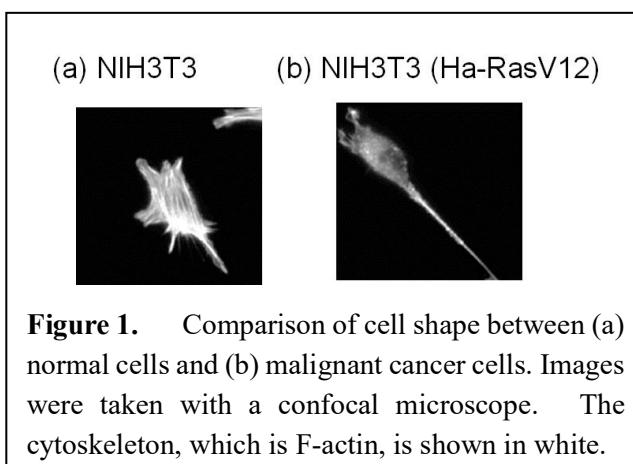 (a) NIH3T3 (b) NIH3T3 (Ha-RasV12)
Figure 1. Comparison of cell shape between (a)
normal cells and (b) malignant cancer cells. Images
were taken with a confocal microscope. The
cytoskeleton, which is F-actin, is shown in white.